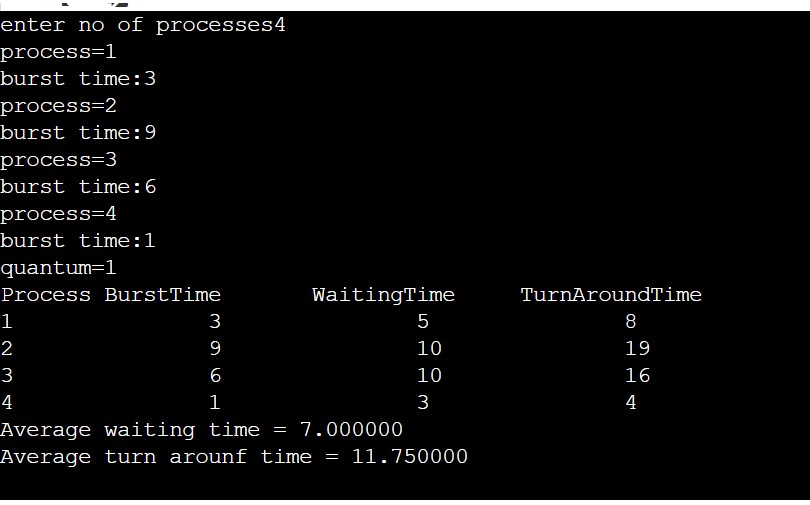 enter no of processes4
process=1
burst time:3
process=2
burst time:9
process=3
burst time:6
process=4
burst time:1
quantum=1
Process BurstTime WaitingTime TurnAroundTime
1 3 5 8
2 9 10 19
3 6 10 16
4 1 3 4
Average waiting time = 7.000000
Average turn arounf time = 11.750000